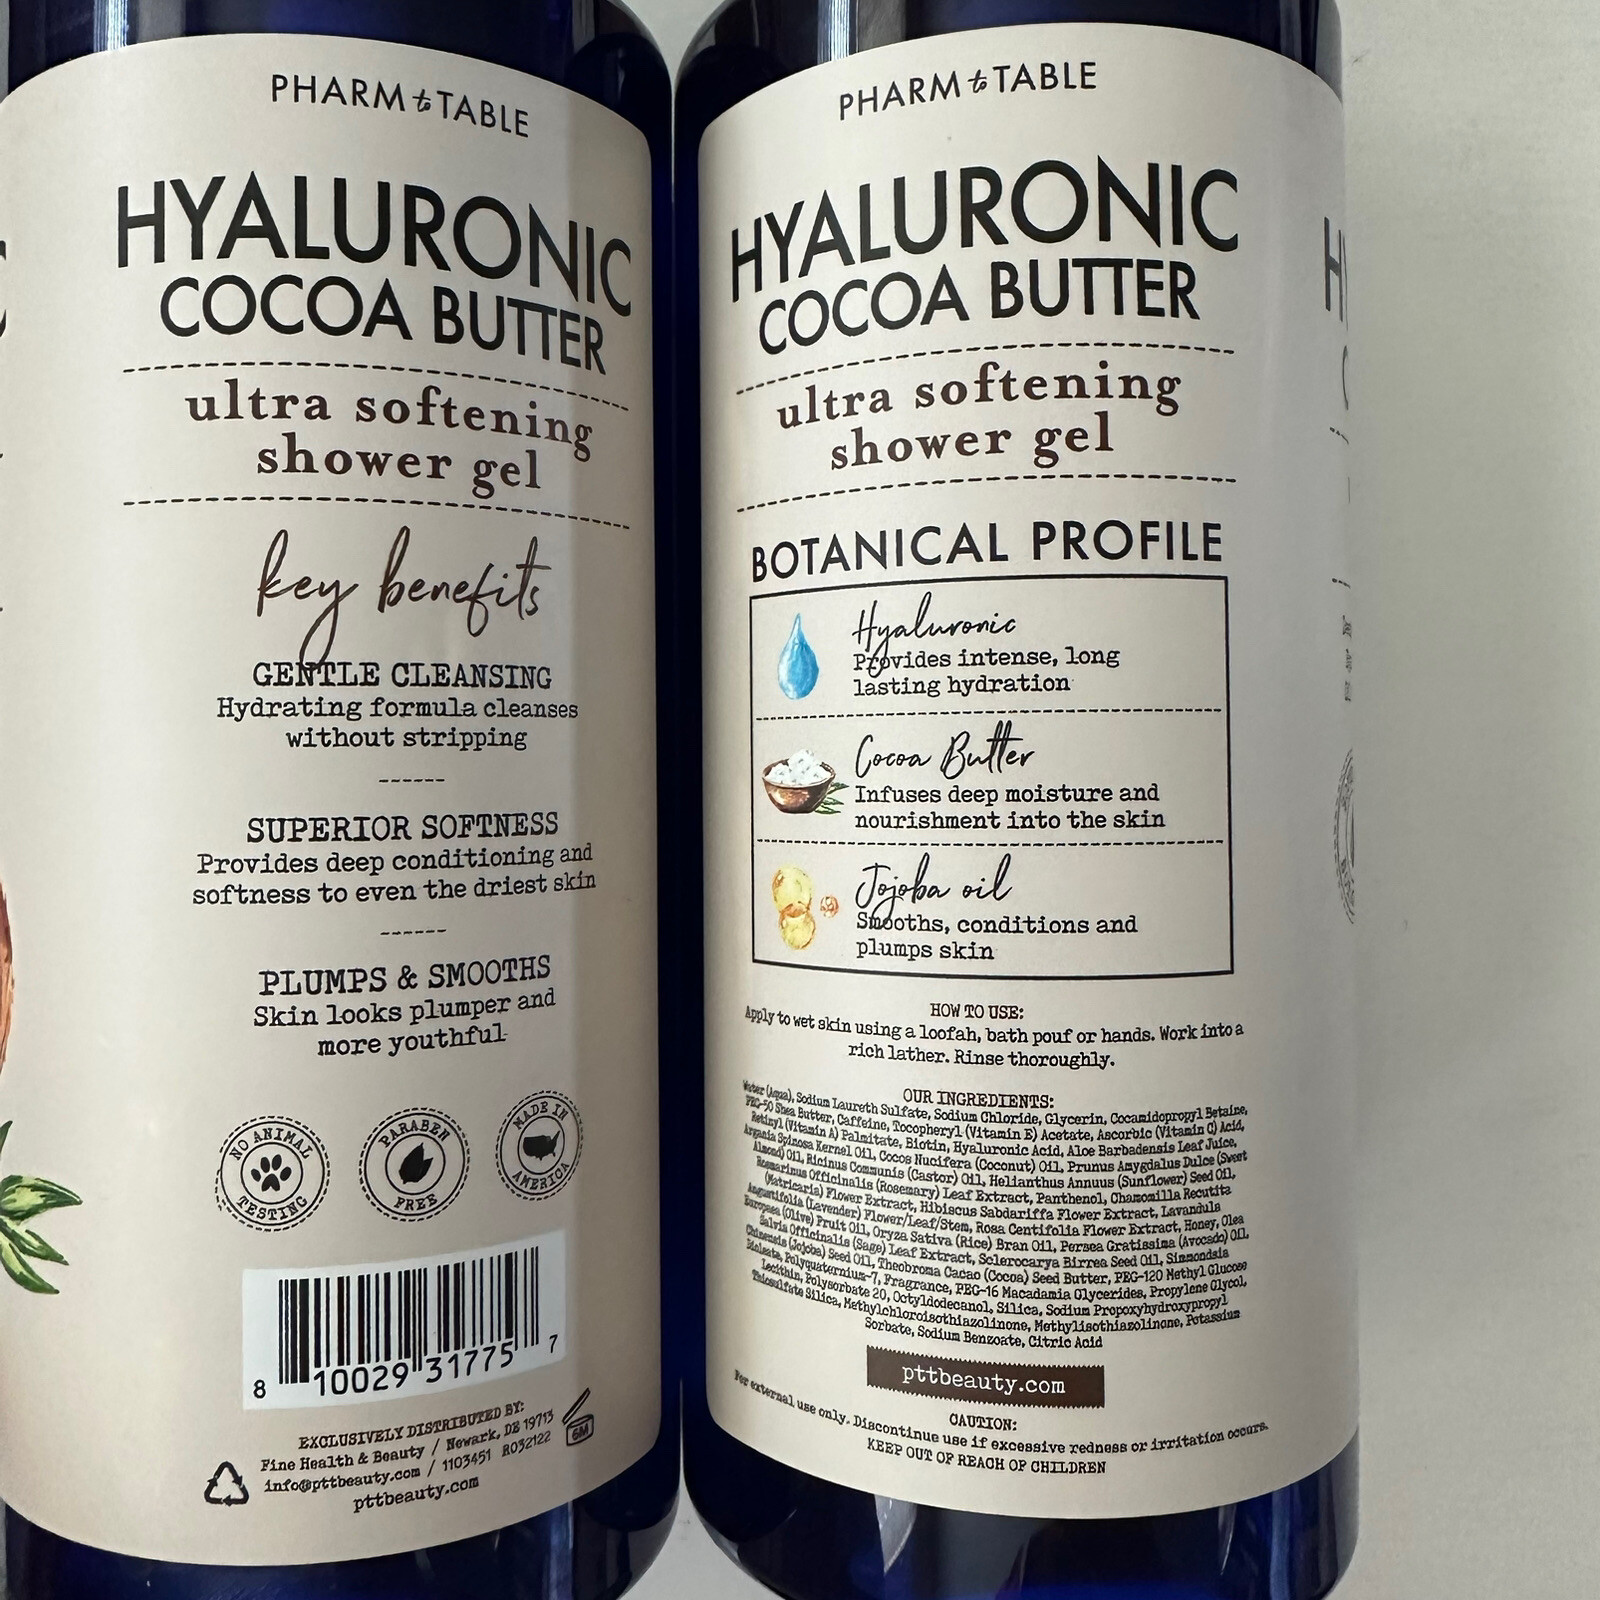 PHARM to TABLE
HYALURONIC
COCOA BUTTER
ultra softening
shower gel
key benefits
GENTLE CLEANSING
Hydrating formula cleanses
without stripping
SUPERIOR SOFTNESS
Provides deep conditioning and
softness to even the driest skin
PLUMPS & SMOOTHS
Skin looks plumper and
more youthful
NO ANIMAL
TESTING
PARABEN
FREE
MADE IN
AMERICA
8 10029 31775 7
EXCLUSIVELY DISTRIBUTED BY:
Fine Health & Beauty / Newark, DE 19713
info@pttbeauty.com / 1103451 R032122
pttbeauty.com
6M
PHARM to TABLE
HYALURONIC
COCOA BUTTER
ultra softening
shower gel
BOTANICAL PROFILE
Hyaluronic
Provides intense, long
lasting hydration
Cocoa Butter
Infuses deep moisture and
nourishment into the skin
Jojoba oil
Smooths, conditions and
plumps skin
HOW TO USE:
Apply to wet skin using a loofah, bath pouf or hands. Work into a
rich lather. Rinse thoroughly.
OUR INGREDIENTS:
Water (Aqua), Sodium Laureth Sulfate, Sodium Chloride, Glycerin, Cocamidopropyl Betaine,
PEG-50 Shea Butter, Caffeine, Tocopheryl (Vitamin E) Acetate, Ascorbic (Vitamin C) Acid,
Retinyl (Vitamin A) Palmitate, Biotin, Hyaluronic Acid, Aloe Barbadensis Leaf Juice,
Argania Spinosa Kernel Oil, Cocos Nucifera (Coconut) Oil, Prunus Amygdalus Dulce (Sweet
Almond) Oil, Ricinus Communis (Castor) Oil, Helianthus Annuus (Sunflower) Seed Oil,
Rosmarinus Officinalis (Rosemary) Leaf Extract, Panthenol, Chamomilla Recutita
(Matricaria) Flower Extract, Hibiscus Sabdariffa Flower Extract, Lavandula
Angustifolia (Lavender) Flower/Leaf/Stem, Rosa Centifolia Flower Extract, Honey, Olea
Europaea (Olive) Fruit Oil, Oryza Sativa (Rice) Bran Oil, Persea Gratissima (Avocado) Oil,
Salvia Officinalis (Sage) Leaf Extract, Sclerocarya Birrea Seed Oil, Simmondsia
Chinensis (Jojoba) Seed Oil, Theobroma Cacao (Cocoa) Seed Butter, PEG-120 Methyl Glucose
Dioleate, Polyquaternium-7, Fragrance, PEG-16 Macadamia Glycerides, Propylene Glycol,
Lecithin, Polysorbate 20, Octyldodecanol, Silica, Sodium Propoxyhydroxypropyl
Thiosulfate Silica, Methylchloroisothiazolinone, Methylisothiazolinone, Potassium
Sorbate, Sodium Benzoate, Citric Acid
pttbeauty.com
CAUTION:
For external use only. Discontinue use if excessive redness or irritation occurs.
KEEP OUT OF REACH OF CHILDREN